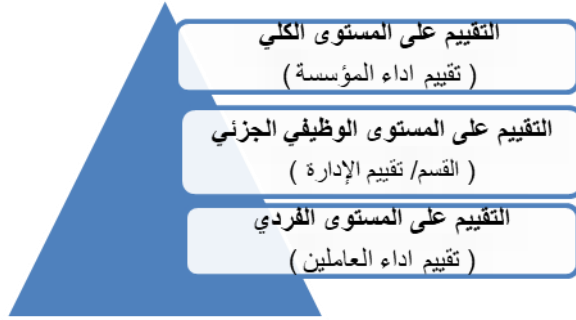 التقييم على المستوى الكلي
( تقييم اداء المؤسسة )
التقييم على المستوى الوظيفي الجزئي
( القسم/ تقييم الإدارة )
التقييم على المستوى الفردي
( تقييم اداء العاملين )